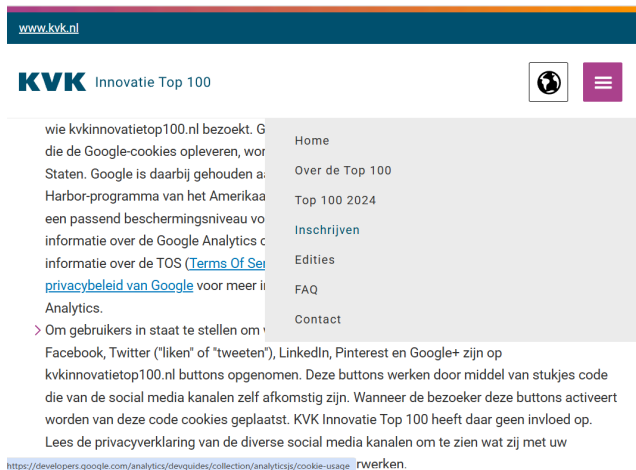 www.kvk.nl
KVK Innovatie Top 100
wie kvkinnovatietop100.nl bezoekt. G
die de Google-cookies opleveren, wor
Staten. Google is daarbij gehouden a
Harbor-programma van het Amerikaa
een passend beschermingsniveau vo
informatie over de Google Analytics c
informatie over de TOS (Terms Of Ser
privacybeleid van Google voor meer i
Analytics.
Home
Over de Top 100
Top 100 2024
Inschrijven
Edities
FAQ
Contact
Om gebruikers in staat te stellen om
Facebook, Twitter ("liken" of "tweeten"), LinkedIn, Pinterest en Google+ zijn op
kvkinnovatietop100.nl buttons opgenomen. Deze buttons werken door middel van stukjes code
die van de social media kanalen zelf afkomstig zijn. Wanneer de bezoeker deze buttons activeert
worden van deze code cookies geplaatst. KVK Innovatie Top 100 heeft daar geen invloed op.
Lees de privacyverklaring van de diverse social media kanalen om te zien wat zij met uw
https://developers.google.com/analytics/devguides/collection/analyticsjs/cookie-usage rwerken.